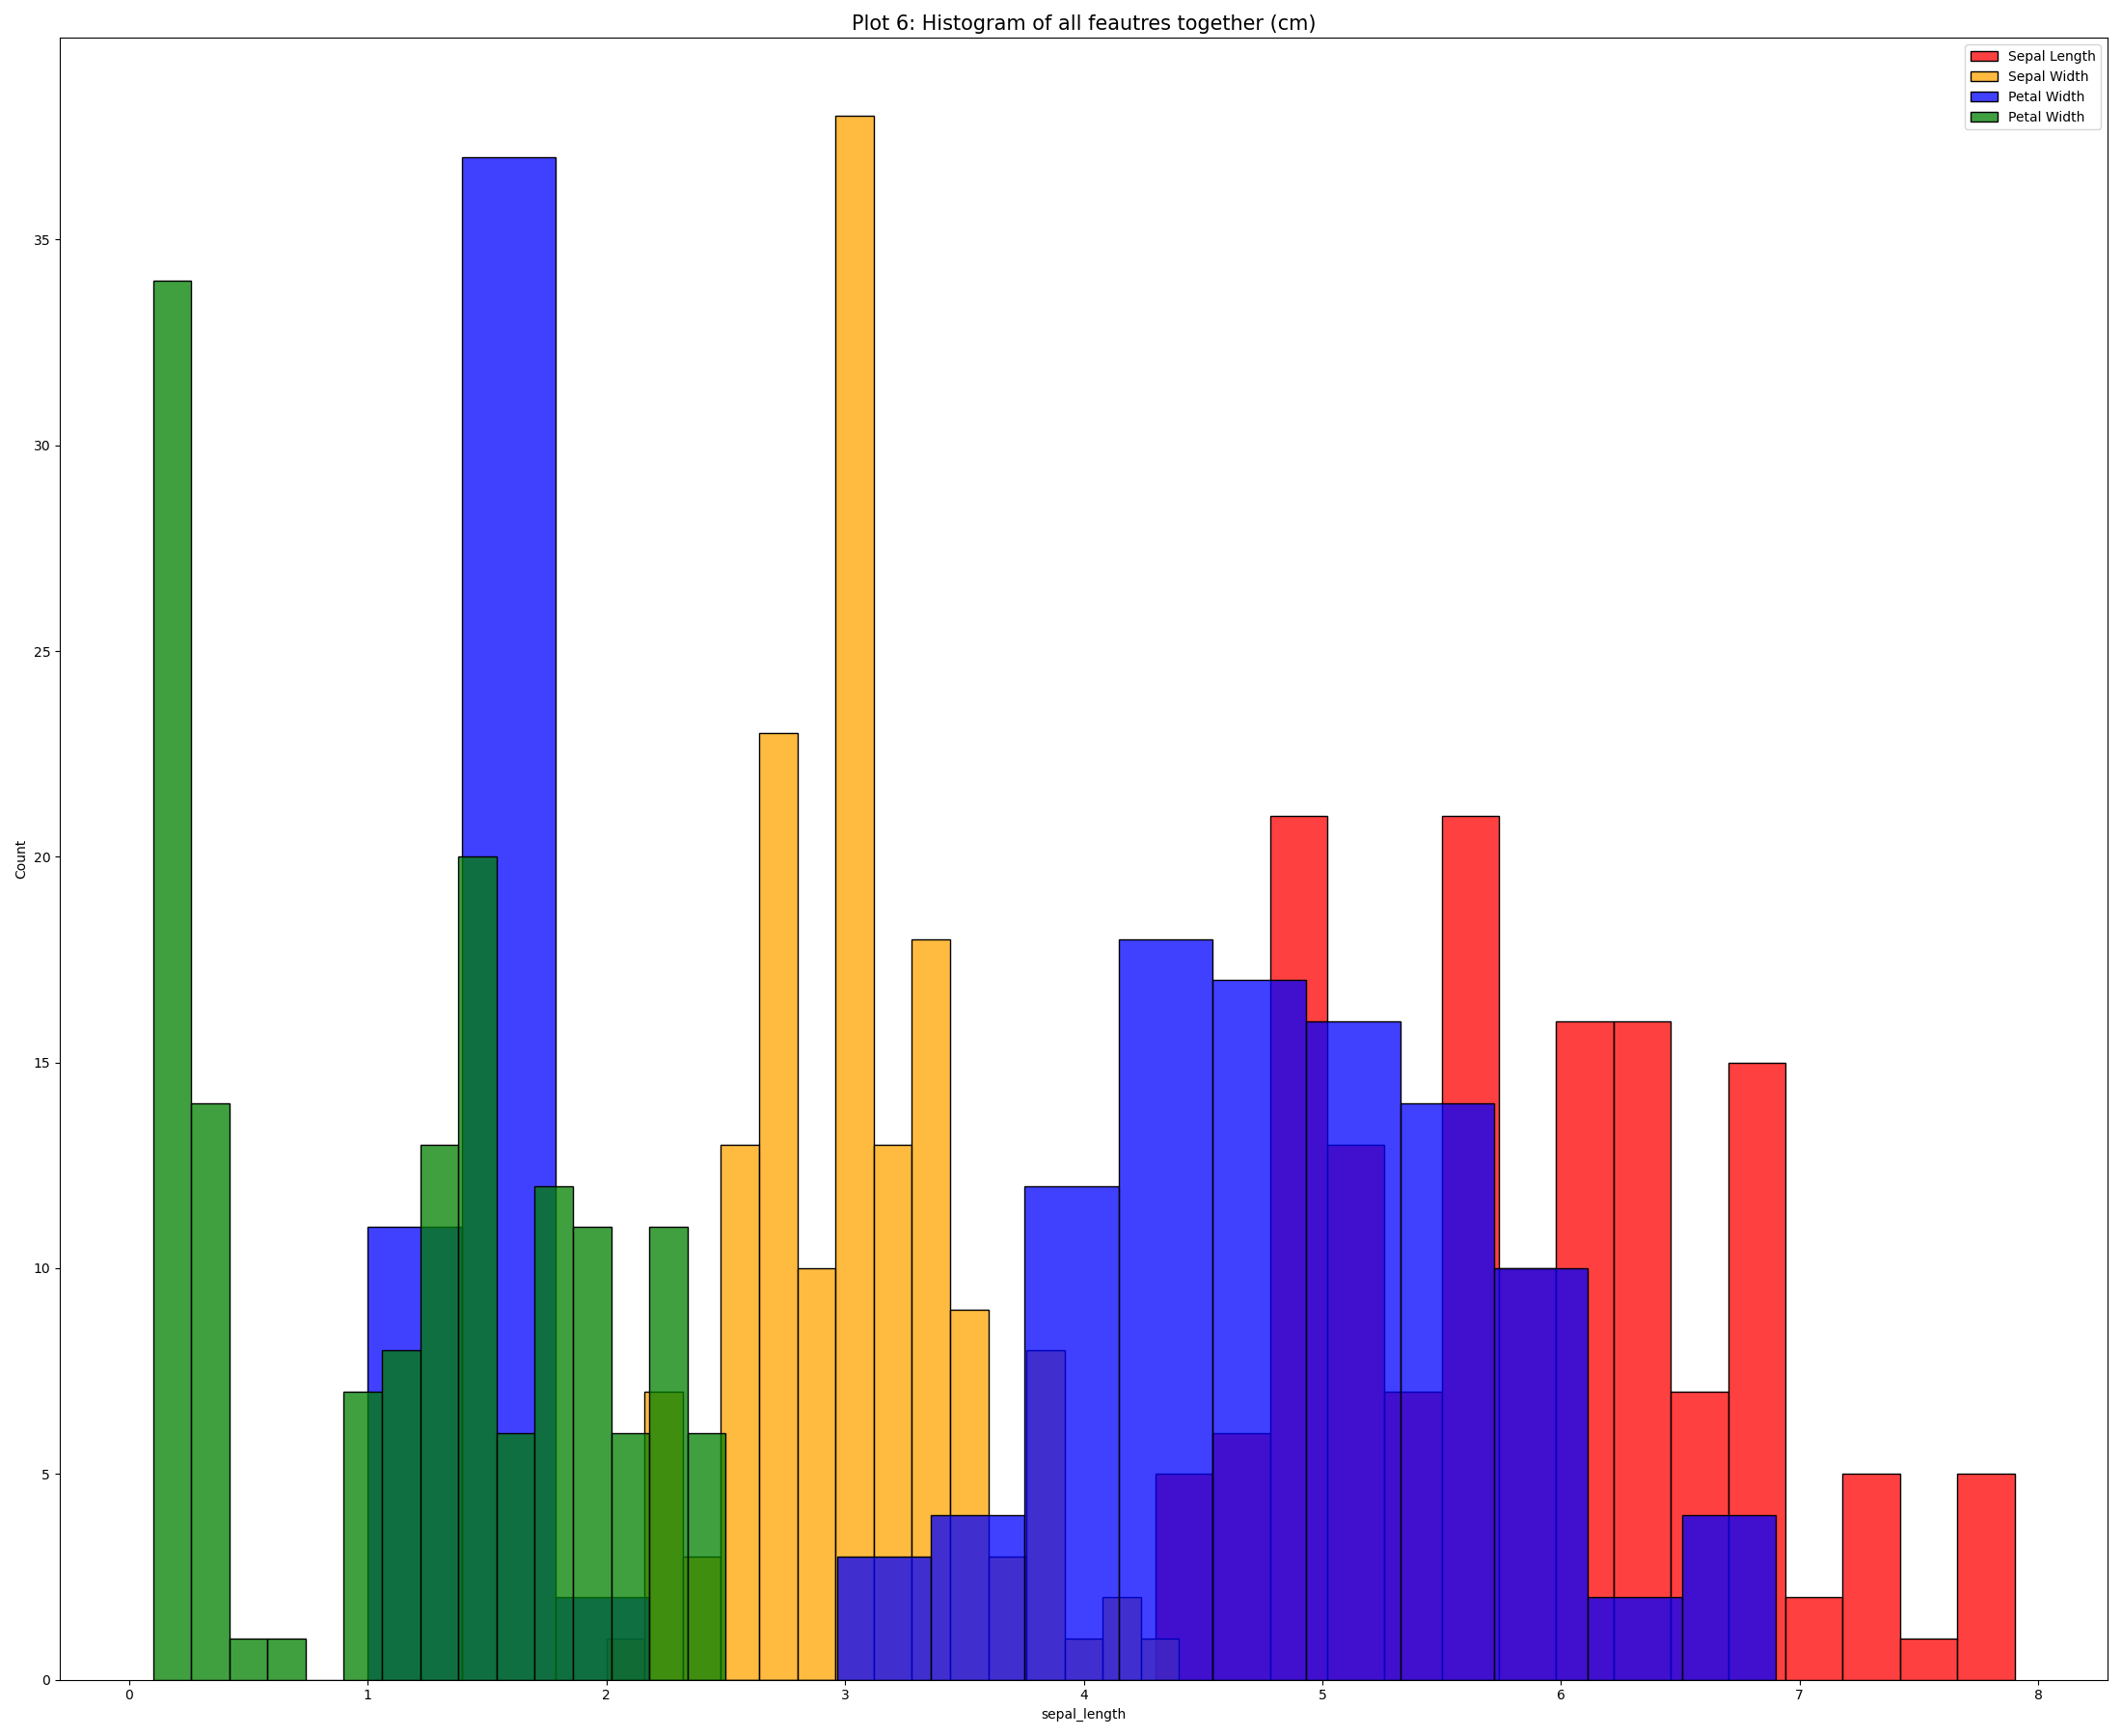 Plot 6: Histogram of all feautres together (cm)
Sepal Length
Sepal Width
Petal Width
Petal Width
35
30
25
20
15
10
5
0
Count
0 1 2 3 4 5 6 7 8
sepal_length